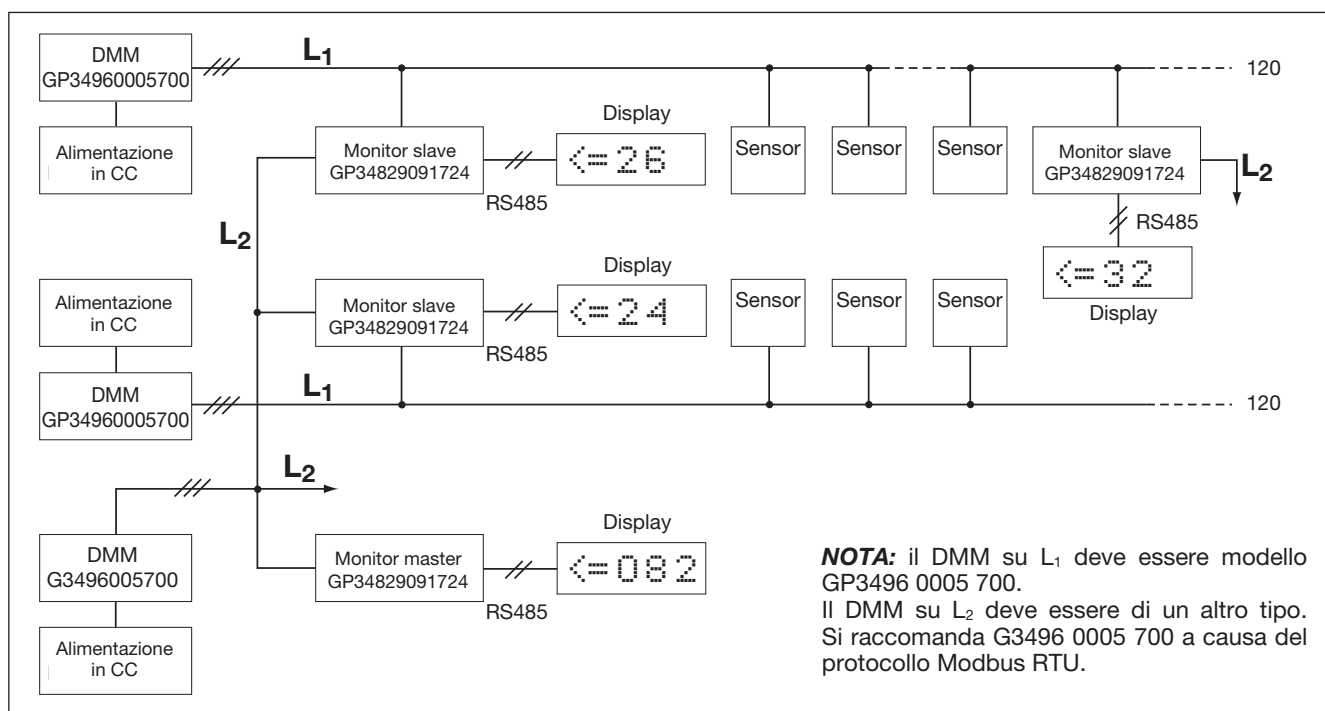 DMM
GP34960005700
L1
120
Alimentazione
in CC
Monitor slave
GP34829091724
RS485
Display
<=26
Sensor
Sensor
Sensor
Monitor slave
GP34829091724
L2
RS485
<=32
Display
L2
Alimentazione
in CC
DMM
GP34960005700
L1
120
Monitor slave
GP34829091724
RS485
Display
<=24
Sensor
Sensor
Sensor
L2
DMM
G3496005700
Alimentazione
in CC
Monitor master
GP34829091724
RS485
Display
<=082
NOTA: il DMM su L1 deve essere modello
GP3496 0005 700.
Il DMM su L2 deve essere di un altro tipo.
Si raccomanda G3496 0005 700 a causa del
protocollo Modbus RTU.